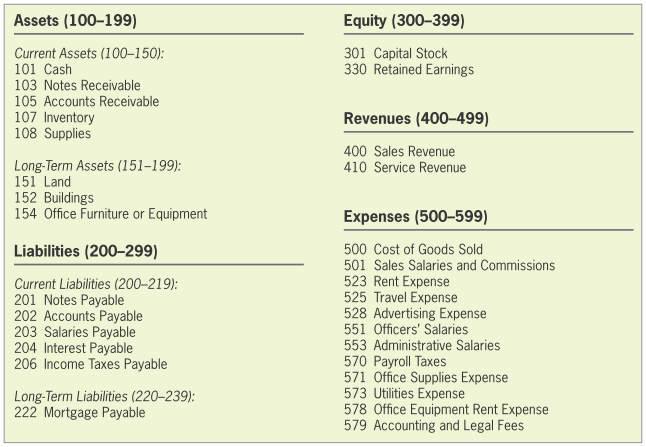 Assets (100–199)
Current Assets (100–150):
101 Cash
103 Notes Receivable
105 Accounts Receivable
107 Inventory
108 Supplies
Long-Term Assets (151–199):
151 Land
152 Buildings
154 Office Furniture or Equipment
Liabilities (200–299)
Current Liabilities (200–219):
201 Notes Payable
202 Accounts Payable
203 Salaries Payable
204 Interest Payable
206 Income Taxes Payable
Long-Term Liabilities (220–239):
222 Mortgage Payable
Equity (300–399)
301 Capital Stock
330 Retained Earnings
Revenues (400–499)
400 Sales Revenue
410 Service Revenue
Expenses (500–599)
500 Cost of Goods Sold
501 Sales Salaries and Commissions
523 Rent Expense
525 Travel Expense
528 Advertising Expense
551 Officers' Salaries
553 Administrative Salaries
570 Payroll Taxes
571 Office Supplies Expense
573 Utilities Expense
578 Office Equipment Rent Expense
579 Accounting and Legal Fees